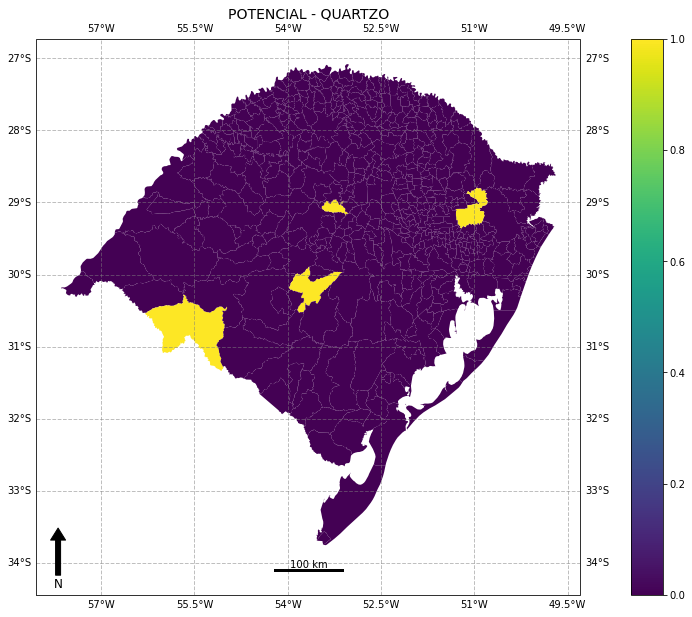 POTENCIAL - QUARTZO
57°W 55.5°W 54°W 52.5°W 51°W 49.5°W
27°S 27°S 1.0
28°S 28°S
29°S 29°S 0.8
30°S 30°S 0.6
31°S 31°S
32°S 32°S 0.4
33°S 33°S 0.2
34°S 100 km 34°S
N 0.0
57°W 55.5°W 54°W 52.5°W 51°W 49.5°W